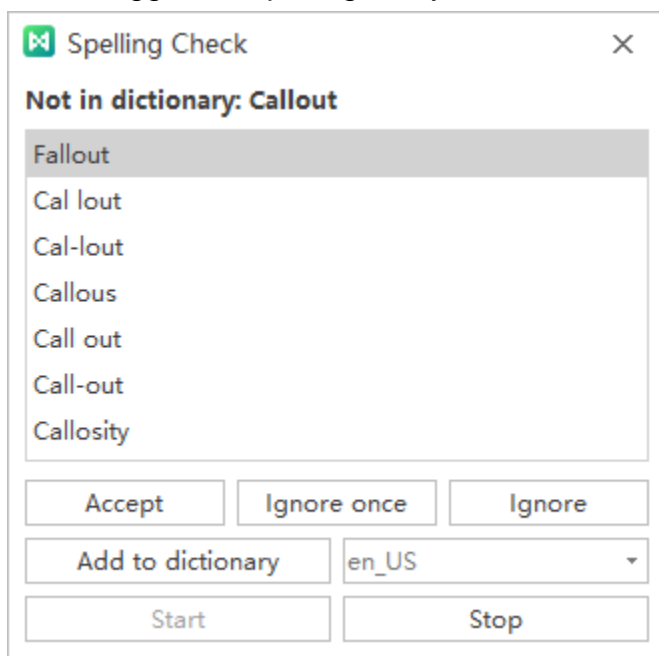 Spelling Check
Not in dictionary: Callout
Fallout
Cal lout
Cal-lout
Callous
Call out
Call-out
Callosity
Accept Ignore once Ignore
Add to dictionary en_US
Start Stop